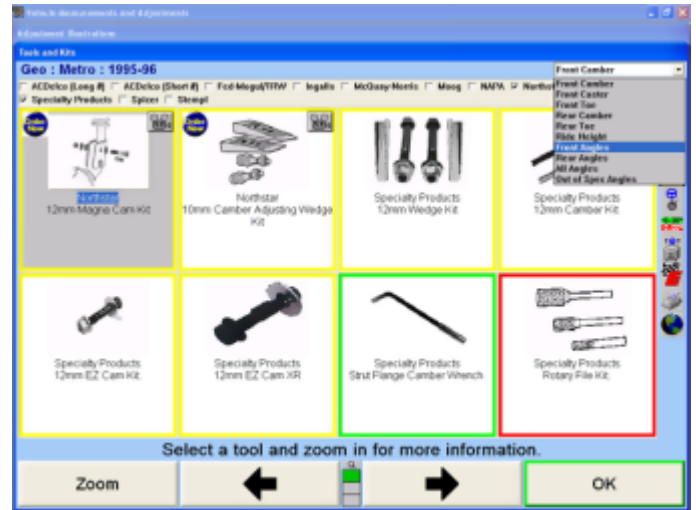 Vehicle Measurements and Adjustments
Adjustment Illustrations
Tools and Kits
Geo : Metro : 1995-96
Front Camber
ACDelco (Long #) ACDelco (Short #) Fed-Mogul/TRW Ingalls McQuay-Norris Moog NAPA
Specialty Products Spicer Stempf
Front Camber
Front Caster
Front Toe
Rear Camber
Rear Toe
Ride Height
Front Angles
Rear Angles
All Angles
Out of Spec Angles
Order Now
Northstar
12mm Magna Cam Kit
Order Now
Northstar
10mm Camber Adjusting Wedge Kit
Specialty Products
12mm Wedge Kit
Specialty Products
12mm Camber Kit
Specialty Products
12mm EZ Cam Kit
Specialty Products
12mm EZ Cam XR
Specialty Products
Strut Flange Camber Wrench
Specialty Products
Rotary File Kit
Select a tool and zoom in for more information.
Zoom
OK